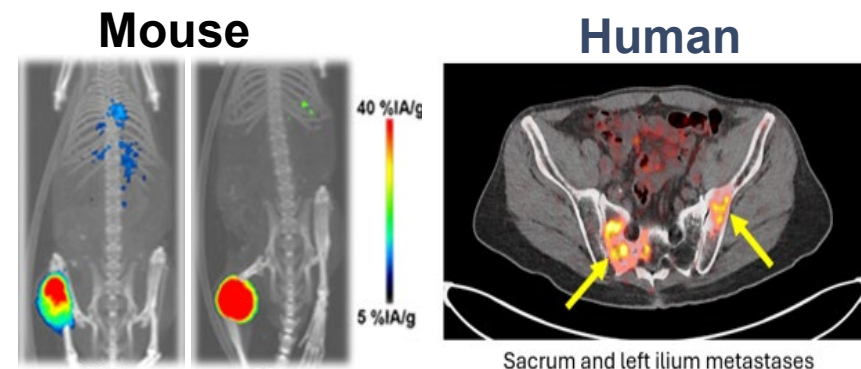 Mouse
Human
40 %IA/g
5 %IA/g
Sacrum and left ilium metastases